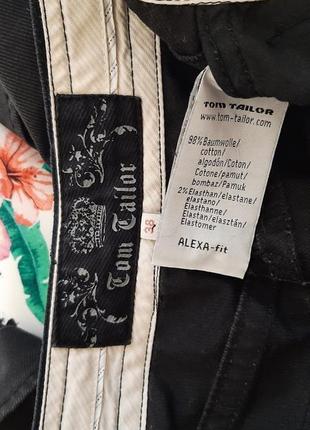 Tom Tailor
38
TOM TAILOR
www.tom-tailor.com
98% Baumwolle/
cotton/
algodón/Coton/
Cotone/pamut/
bombaz/Pamuk
2% Elasthan/elastane/
elastano/
Elasthanne/
Elastan/elasztán/
Elastomer
ALEXA-fit